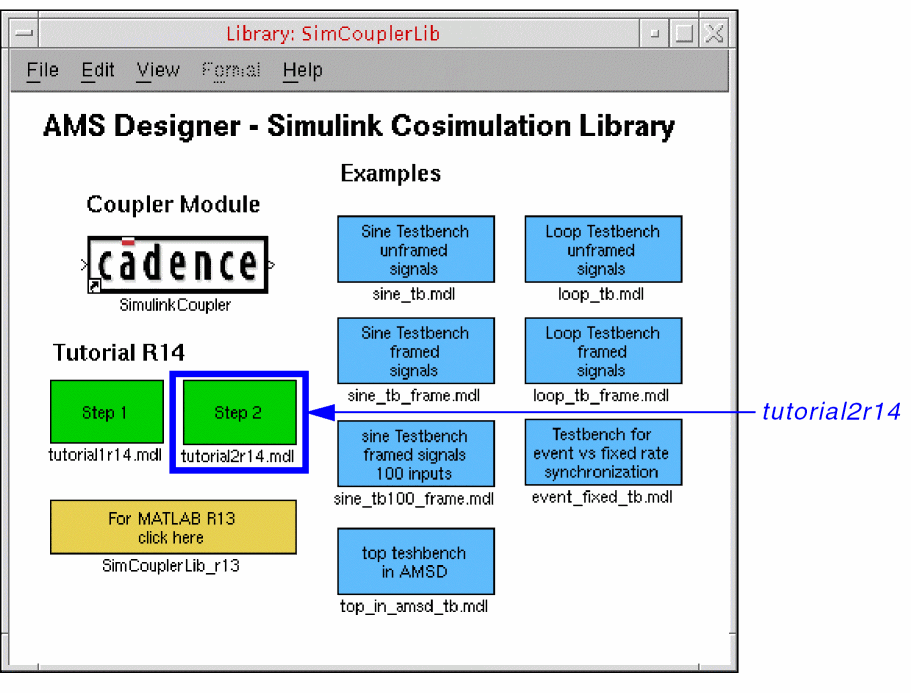 Library: SimCouplerLib
File Edit View Format Help
AMS Designer - Simulink Cosimulation Library
Coupler Module
cadence
SimulinkCoupler
Tutorial R14
Step 1
tutorial1r14.mdl
Step 2
tutorial2r14.mdl
For MATLAB R13
click here
SimCouplerLib_r13
Examples
Sine Testbench
unframed
signals
sine_tb.mdl
Loop Testbench
unframed
signals
loop_tb.mdl
Sine Testbench
framed
signals
sine_tb_frame.mdl
Loop Testbench
framed
signals
loop_tb_frame.mdl
sine Testbench
framed signals
100 inputs
sine_tb100_frame.mdl
Testbench for
event vs fixed rate
synchronization
event_fixed_tb.mdl
top teshbench
in AMSD
top_in_amsd_tb.mdl
tutorial2r14